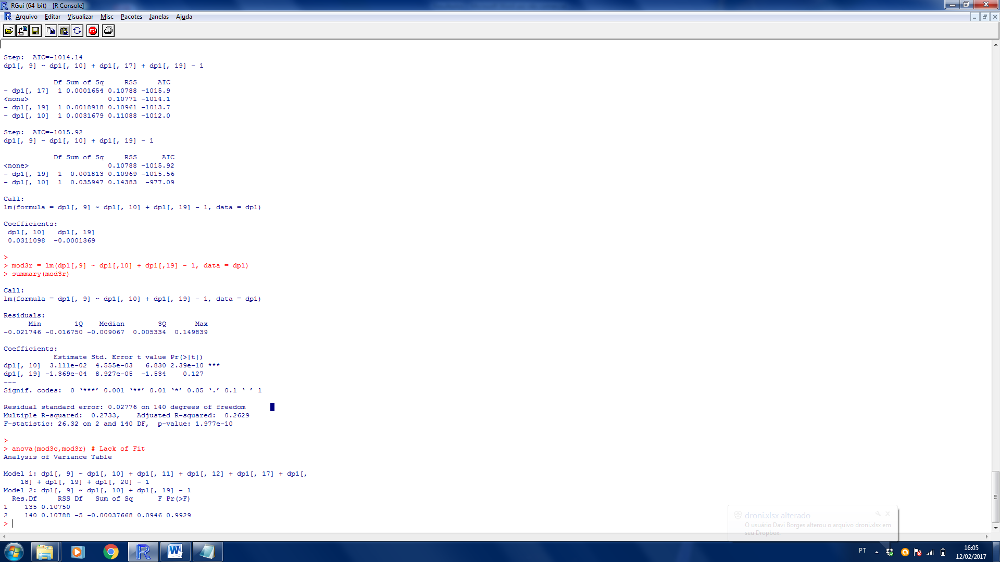 RGui (64-bit) - [R Console]
Arquivo Editar Visualizar Misc Pacotes Janelas Ajuda
STOP
Step:  AIC=-1014.14
dp1[, 9] ~ dp1[, 10] + dp1[, 17] + dp1[, 19] - 1
            Df Sum of Sq     RSS     AIC
- dp1[, 17]  1 0.0001654 0.10788 -1015.9
<none>                   0.10771 -1014.1
- dp1[, 19]  1 0.0018918 0.10961 -1013.7
- dp1[, 10]  1 0.0031679 0.11088 -1012.0
Step:  AIC=-1015.92
dp1[, 9] ~ dp1[, 10] + dp1[, 19] - 1
            Df Sum of Sq     RSS      AIC
<none>                   0.10788 -1015.92
- dp1[, 19]  1  0.001813 0.10969 -1015.56
- dp1[, 10]  1  0.035947 0.14383  -977.09
Call:
lm(formula = dp1[, 9] ~ dp1[, 10] + dp1[, 19] - 1, data = dp1)
Coefficients:
 dp1[, 10]   dp1[, 19]
 0.0311098  -0.0001369
>
> mod3r = lm(dp1[,9] ~ dp1[,10] + dp1[,19] - 1, data = dp1)
> summary(mod3r)
Call:
lm(formula = dp1[, 9] ~ dp1[, 10] + dp1[, 19] - 1, data = dp1)
Residuals:
      Min        1Q    Median        3Q       Max
-0.021746 -0.016750 -0.009067  0.005334  0.149839
Coefficients:
            Estimate Std. Error t value Pr(>|t|)
dp1[, 10]  3.111e-02  4.555e-03   6.830 2.39e-10 ***
dp1[, 19] -1.369e-04  8.927e-05  -1.534    0.127
---
Signif. codes:  0 ‘***’ 0.001 ‘**’ 0.01 ‘*’ 0.05 ‘.’ 0.1 ‘ ’ 1
Residual standard error: 0.02776 on 140 degrees of freedom
Multiple R-squared:  0.2733,    Adjusted R-squared:  0.2629
F-statistic: 26.32 on 2 and 140 DF,  p-value: 1.977e-10
>
> anova(mod3c,mod3r) # Lack of Fit
Analysis of Variance Table
Model 1: dp1[, 9] ~ dp1[, 10] + dp1[, 11] + dp1[, 12] + dp1[, 17] + dp1[,
    18] + dp1[, 19] + dp1[, 20] - 1
Model 2: dp1[, 9] ~ dp1[, 10] + dp1[, 19] - 1
  Res.Df     RSS Df   Sum of Sq      F Pr(>F)
1    135 0.10750
2    140 0.10788 -5 -0.00037668 0.0946 0.9929
>
droni.xlsx alterado
O usuário Davi Borges alterou o arquivo droni.xlsx em
seu Dropbox.
PT
16:05
12/02/2017